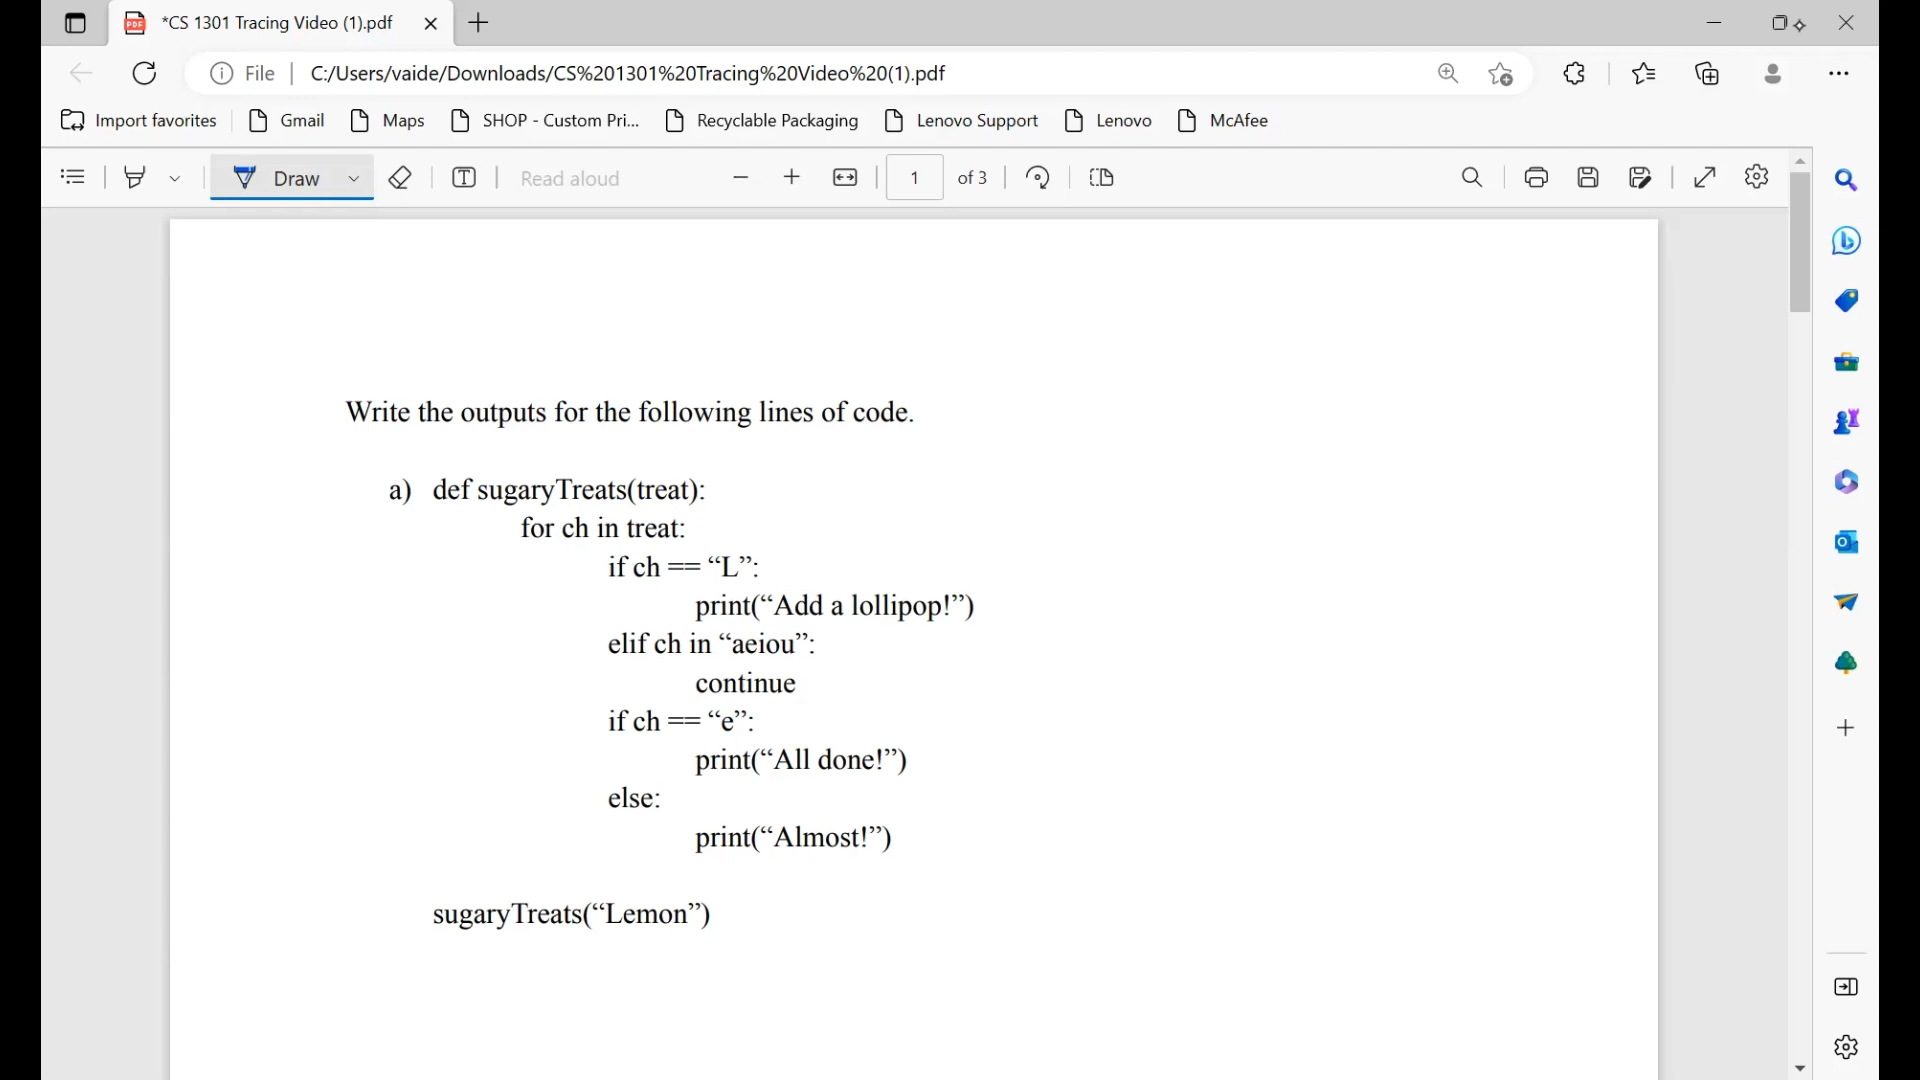 *CS 1301 Tracing Video (1).pdf
File | C:/Users/vaide/Downloads/CS%201301%20Tracing%20Video%20(1).pdf
Import favorites Gmail Maps SHOP - Custom Pri... Recyclable Packaging Lenovo Support Lenovo McAfee
Draw Read aloud 1 of 3
Write the outputs for the following lines of code.
a) def sugaryTreats(treat):
for ch in treat:
if ch == “L”:
print(“Add a lollipop!”)
elif ch in “aeiou”:
continue
if ch == “e”:
print(“All done!”)
else:
print(“Almost!”)
sugaryTreats(“Lemon”)